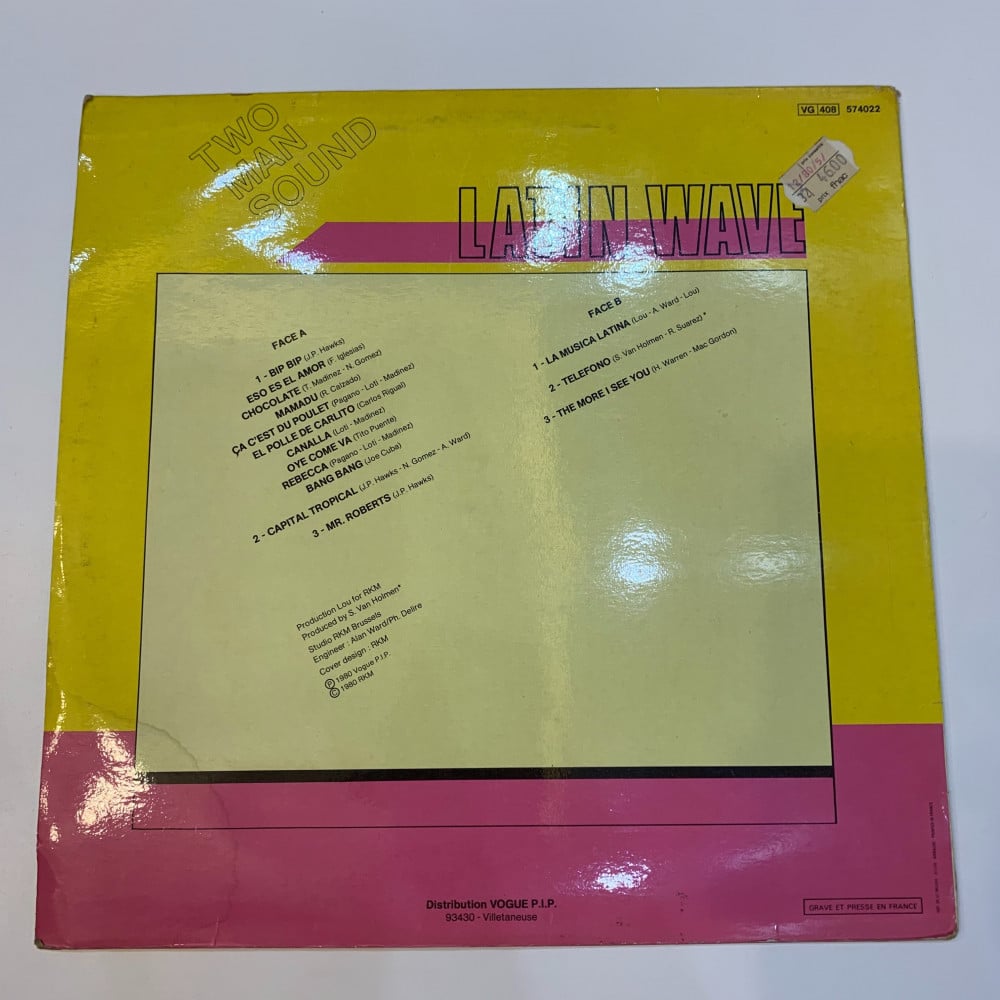 TWO
MAN
SOUND
VG 408 574022
46.00
prix fnac
LATIN WAVE
FACE A
1 - BIP BIP (J.P. Hawks)
ESO ES EL AMOR (F. Iglesias)
CHOCOLATE (T. Madinez - N. Gomez)
MAMADU (R. Calzado)
ÇA C'EST DU POULET (Pagano - Loti - Madinez)
EL POLLE DE CARLITO (Carlos Rigual)
CANALLA (Loti - Madinez)
OYE COME VA (Tito Puente)
REBECCA (Pagano - Loti - Madinez)
BANG BANG (Joe Cuba)
2 - CAPITAL TROPICAL (J.P. Hawks - N. Gomez - A. Ward)
3 - MR. ROBERTS (J.P. Hawks)
FACE B
1 - LA MUSICA LATINA (Lou - A. Ward - Lou)
2 - TELEFONO (S. Van Holmen - R. Suarez) *
3 - THE MORE I SEE YOU (H. Warren - Mac Gordon)
Production Lou for RKM
Produced by S. Van Holmen*
Studio RKM Brussels
Engineer : Alan Ward/Ph. Delire
Cover design : RKM
Ⓟ 1980 Vogue P.I.P.
© 1980 RKM
Distribution VOGUE P.I.P.
93430 - Villetaneuse
GRAVE ET PRESSE EN FRANCE